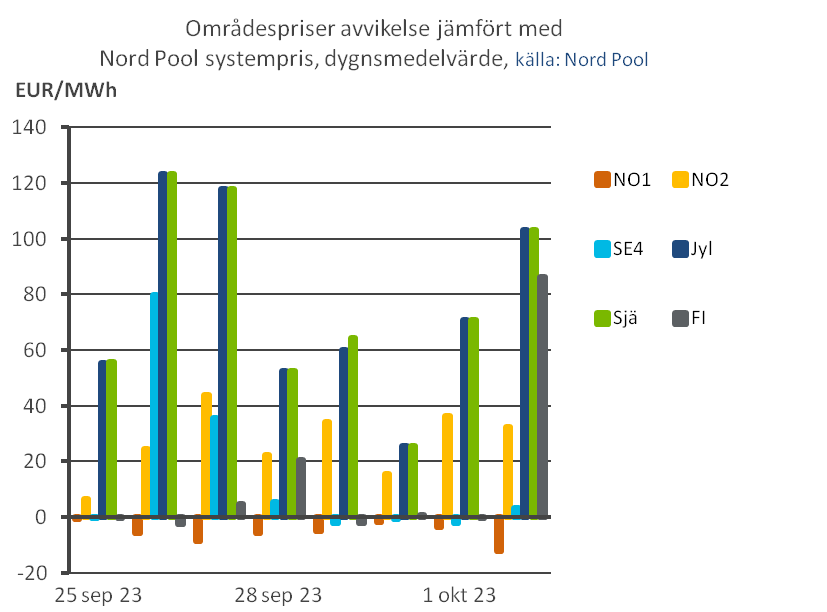 Områdespriser avvikelse jämfört med
Nord Pool systempris, dygnsmedelvärde, källa: Nord Pool
EUR/MWh
140
120
100
80
60
40
20
0
-20
25 sep 23
28 sep 23
1 okt 23
NO1
NO2
SE4
Jyl
Sjä
FI